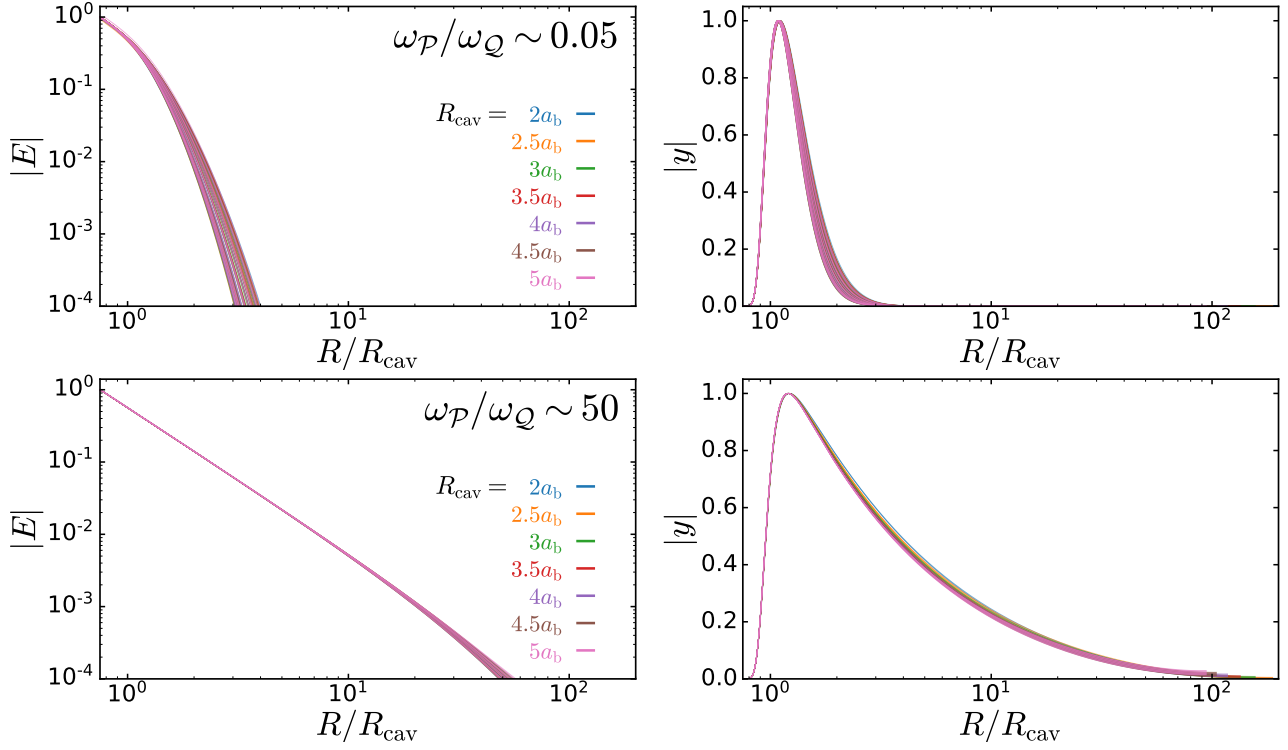 10^0
10^{-1}
10^{-2}
10^{-3}
10^{-4}
|E|
ω_𝒫/ω_𝒬 ∼ 0.05
R_cav = 2a_b
2.5a_b
3a_b
3.5a_b
4a_b
4.5a_b
5a_b
10^0 10^1 10^2
R/R_cav
1.0
0.8
0.6
0.4
0.2
0.0
|y|
10^0 10^1 10^2
R/R_cav
10^0
10^{-1}
10^{-2}
10^{-3}
10^{-4}
|E|
ω_𝒫/ω_𝒬 ∼ 50
R_cav = 2a_b
2.5a_b
3a_b
3.5a_b
4a_b
4.5a_b
5a_b
10^0 10^1 10^2
R/R_cav
1.0
0.8
0.6
0.4
0.2
0.0
|y|
10^0 10^1 10^2
R/R_cav